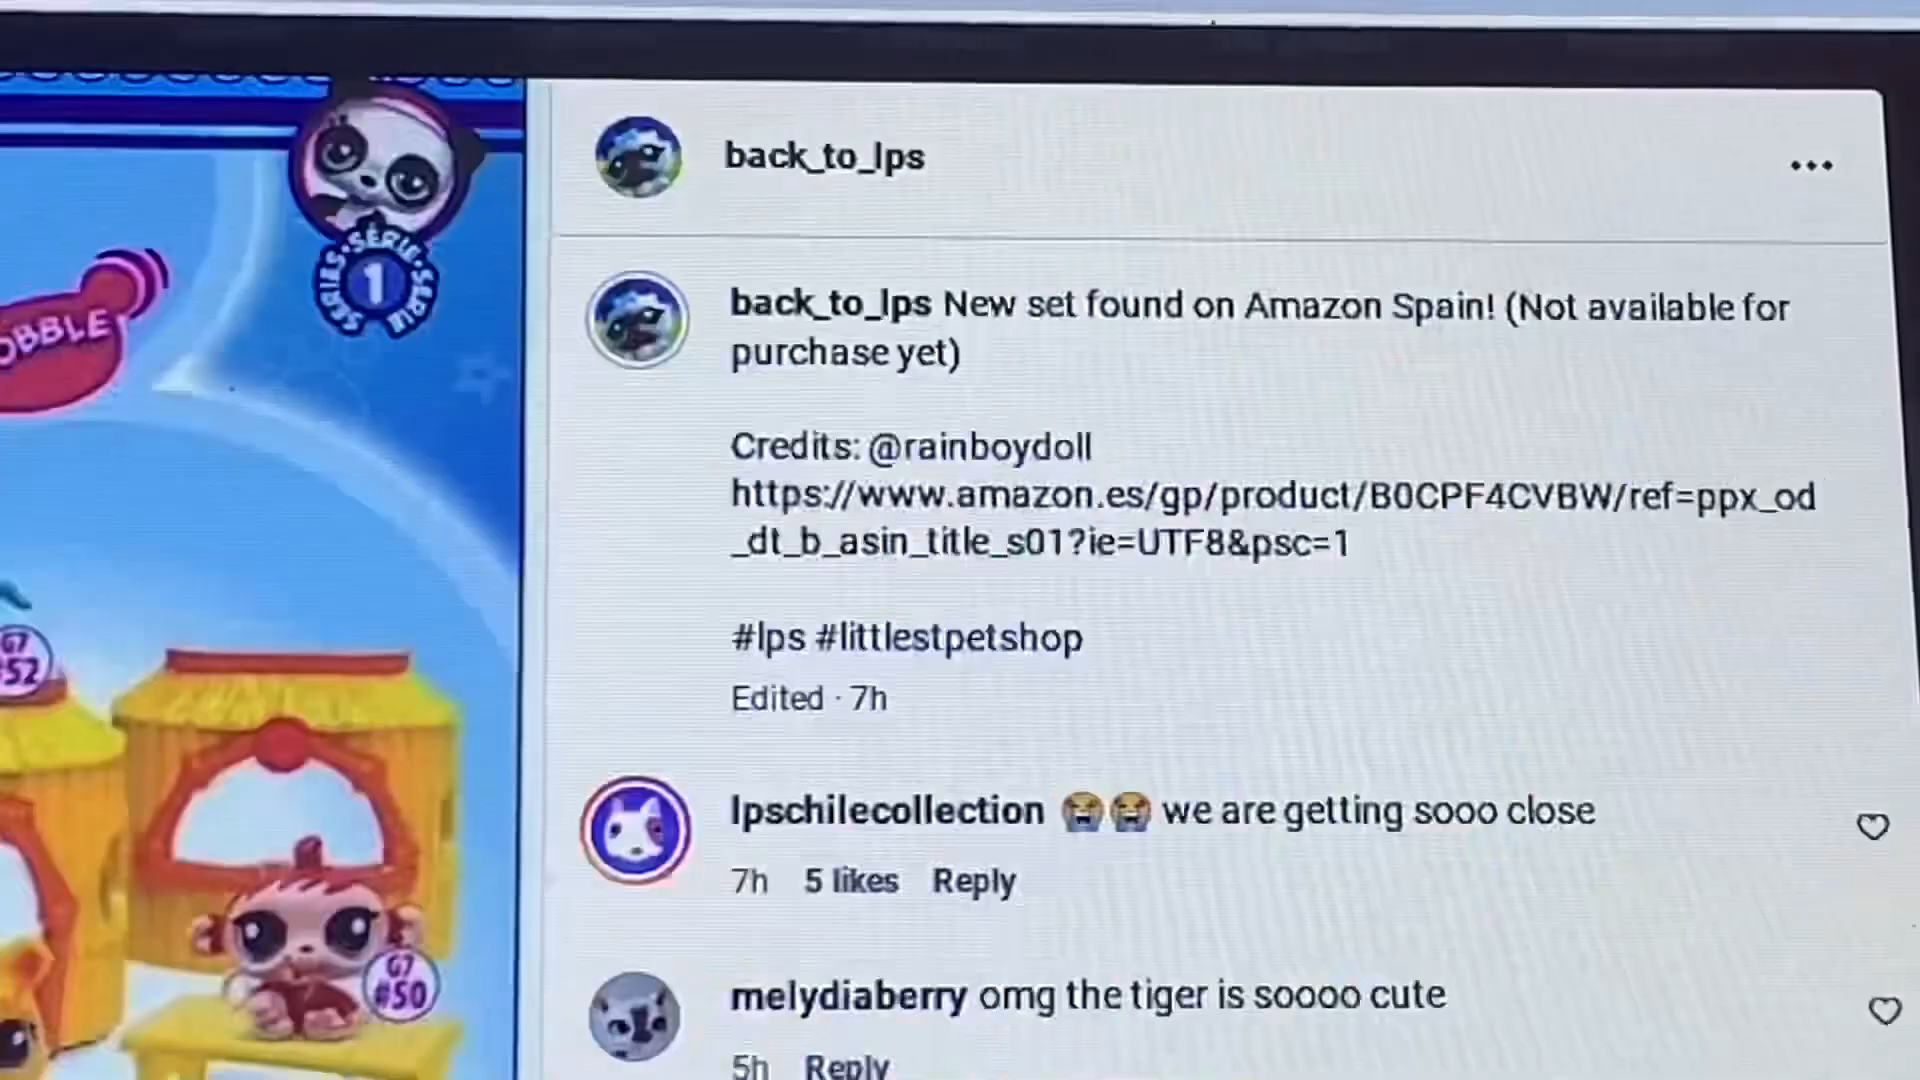 SERIES·SÉRIE·SERIE
1
OBBLE
G7
#52
G7
#50
back_to_lps
back_to_lps New set found on Amazon Spain! (Not available for
purchase yet)
Credits: @rainboydoll
https://www.amazon.es/gp/product/B0CPF4CVBW/ref=ppx_od
_dt_b_asin_title_s01?ie=UTF8&psc=1
#lps #littlestpetshop
Edited · 7h
lpschilecollection 😭😭 we are getting sooo close
7h 5 likes Reply
melydiaberry omg the tiger is soooo cute
5h Reply